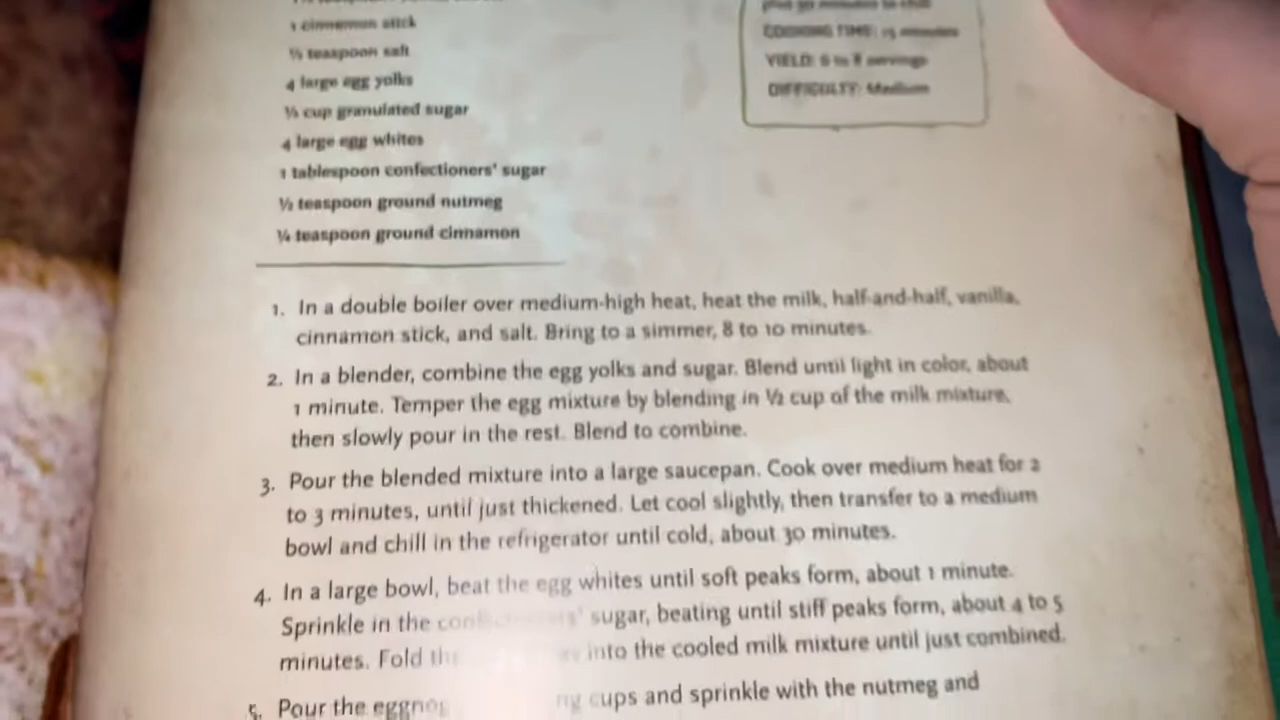 1 cinnamon stick
½ teaspoon salt
4 large egg yolks
⅓ cup granulated sugar
4 large egg whites
1 tablespoon confectioners' sugar
½ teaspoon ground nutmeg
¼ teaspoon ground cinnamon
COOKING TIME: 15 minutes
YIELD: 6 to 8 servings
DIFFICULTY: Medium
1. In a double boiler over medium-high heat, heat the milk, half-and-half, vanilla,
cinnamon stick, and salt. Bring to a simmer, 8 to 10 minutes.
2. In a blender, combine the egg yolks and sugar. Blend until light in color, about
1 minute. Temper the egg mixture by blending in ½ cup of the milk mixture,
then slowly pour in the rest. Blend to combine.
3. Pour the blended mixture into a large saucepan. Cook over medium heat for 2
to 3 minutes, until just thickened. Let cool slightly, then transfer to a medium
bowl and chill in the refrigerator until cold, about 30 minutes.
4. In a large bowl, beat the egg whites until soft peaks form, about 1 minute.
Sprinkle in the confectioners' sugar, beating until stiff peaks form, about 4 to 5
minutes. Fold the into the cooled milk mixture until just combined.
5. Pour the eggnog cups and sprinkle with the nutmeg and